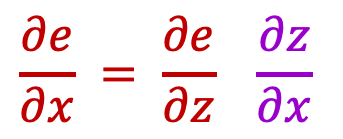 ∂e/∂x = ∂e/∂z ∂z/∂x